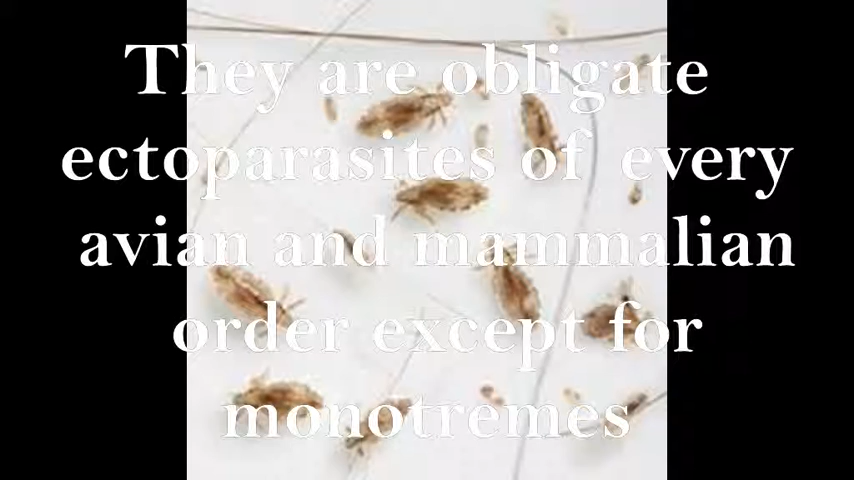 They are obligate
ectoparasites of every
avian and mammalian
order except for
monotremes